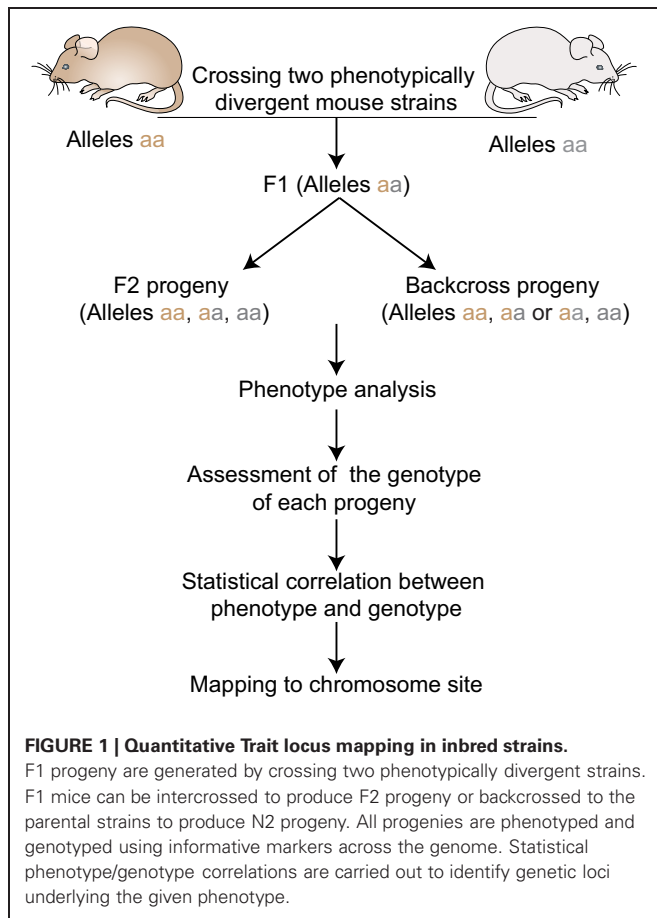 Crossing two phenotypically
divergent mouse strains
Alleles aa
Alleles aa
F1 (Alleles aa)
F2 progeny
(Alleles aa, aa, aa)
Backcross progeny
(Alleles aa, aa or aa, aa)
Phenotype analysis
Assessment of the genotype
of each progeny
Statistical correlation between
phenotype and genotype
Mapping to chromosome site
FIGURE 1 | Quantitative Trait locus mapping in inbred strains.
F1 progeny are generated by crossing two phenotypically divergent strains.
F1 mice can be intercrossed to produce F2 progeny or backcrossed to the
parental strains to produce N2 progeny. All progenies are phenotyped and
genotyped using informative markers across the genome. Statistical
phenotype/genotype correlations are carried out to identify genetic loci
underlying the given phenotype.